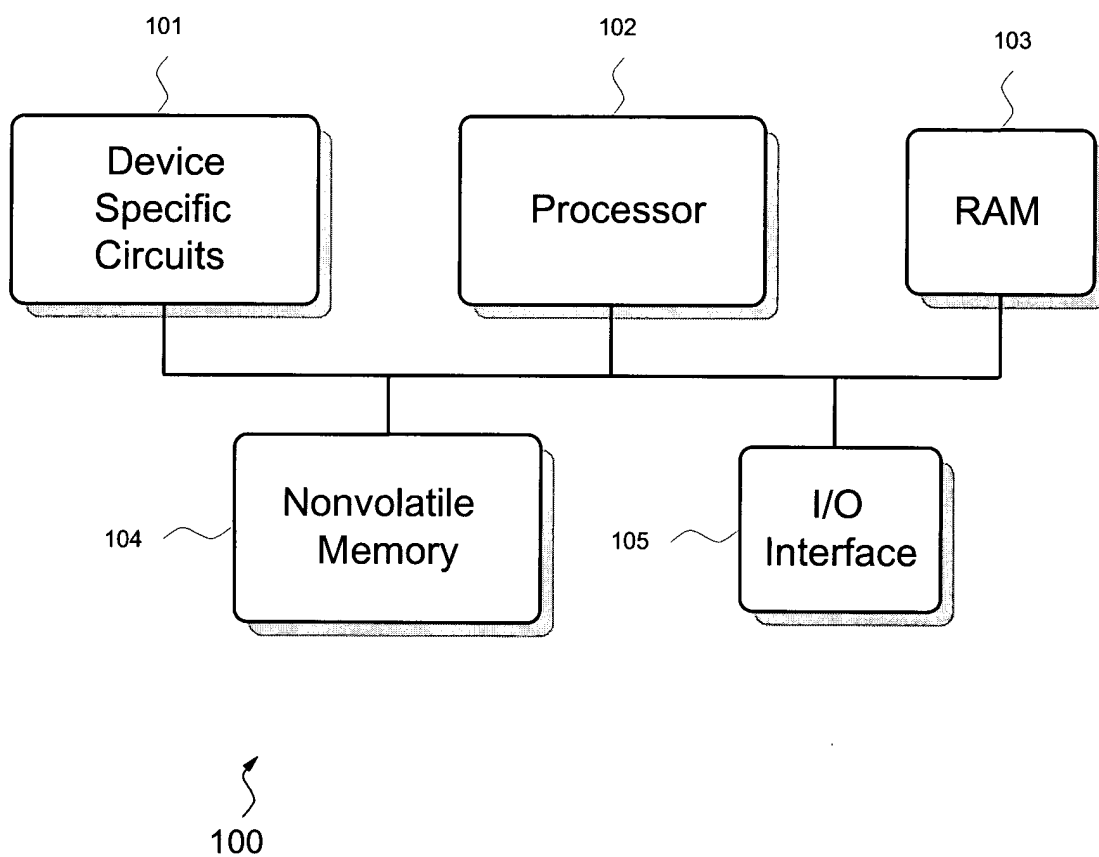 101
102
103
Device
Specific
Circuits
Processor
RAM
104
Nonvolatile
Memory
105
I/O
Interface
100